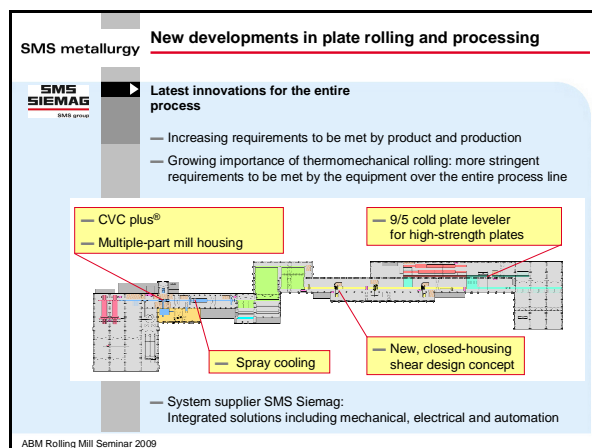 New developments in plate rolling and processing
SMS metallurgy
SMS
SIEMAG
SMS group
Latest innovations for the entire
process
— Increasing requirements to be met by product and production
— Growing importance of thermomechanical rolling: more stringent
requirements to be met by the equipment over the entire process line
— CVC plus®
— Multiple-part mill housing
— 9/5 cold plate leveler
for high-strength plates
— Spray cooling
— New, closed-housing
shear design concept
— System supplier SMS Siemag:
Integrated solutions including mechanical, electrical and automation
ABM Rolling Mill Seminar 2009